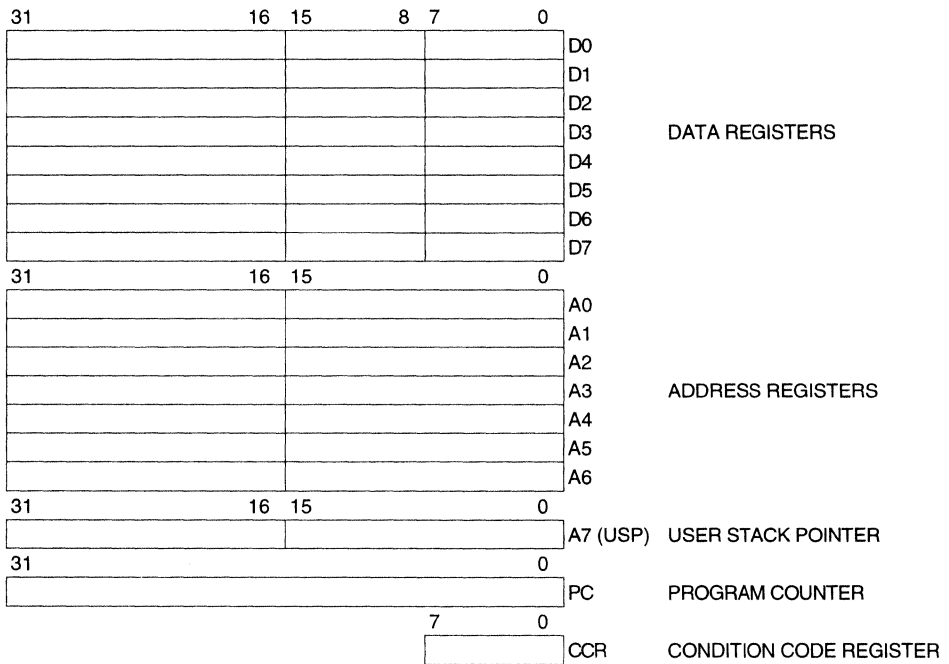 31 16 15 8 7 0
D0
D1
D2
D3 DATA REGISTERS
D4
D5
D6
D7
31 16 15 0
A0
A1
A2
A3 ADDRESS REGISTERS
A4
A5
A6
31 16 15 0
A7 (USP) USER STACK POINTER
31 0
PC PROGRAM COUNTER
7 0
CCR CONDITION CODE REGISTER